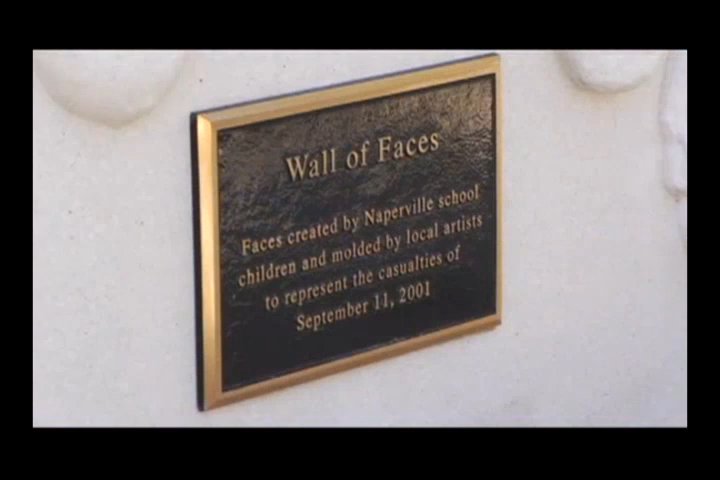 Wall of Faces
Faces created by Naperville school
children and molded by local artists
to represent the casualties of
September 11, 2001